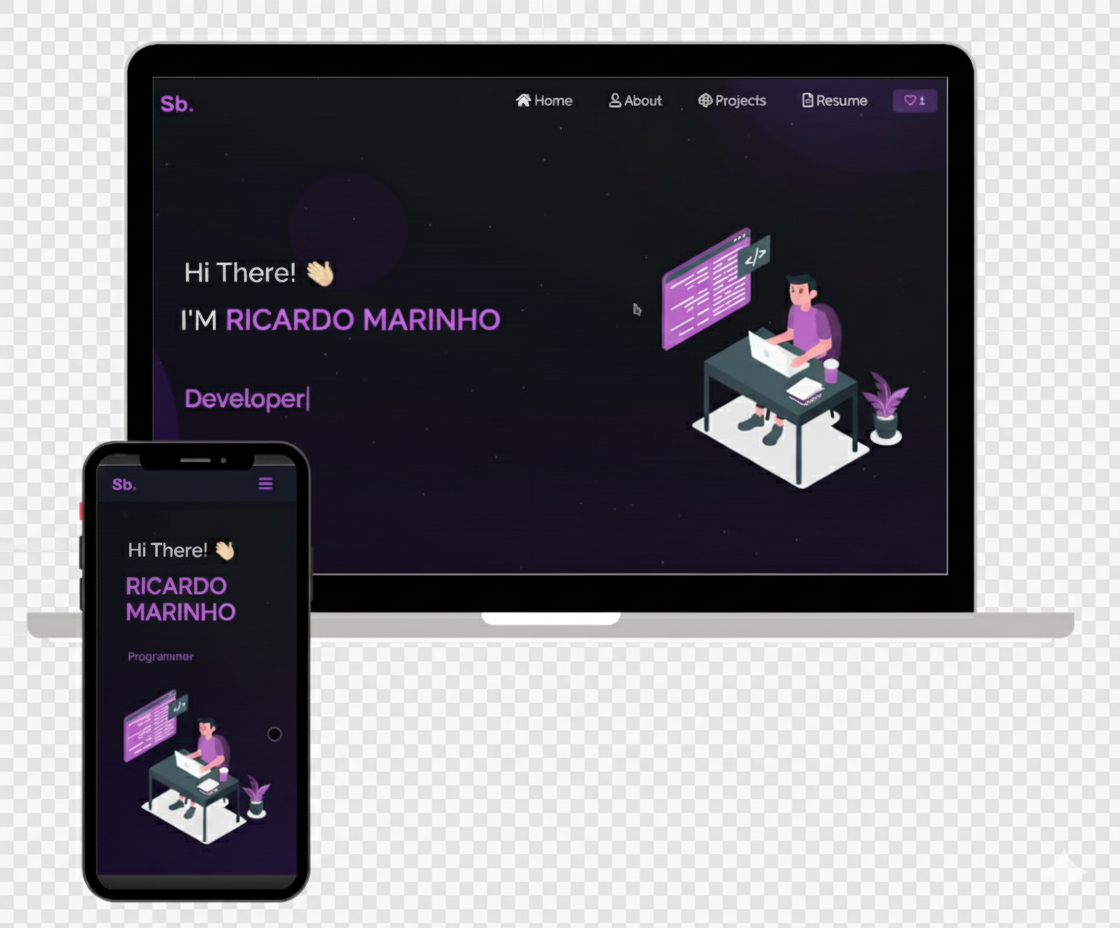 Sb.
Home About Projects Resume 1
Hi There! 👋🏻
I'M RICARDO MARINHO
Developer|
</>
Sb.
Hi There! 👋🏻
RICARDO
MARINHO
Programmer
</>